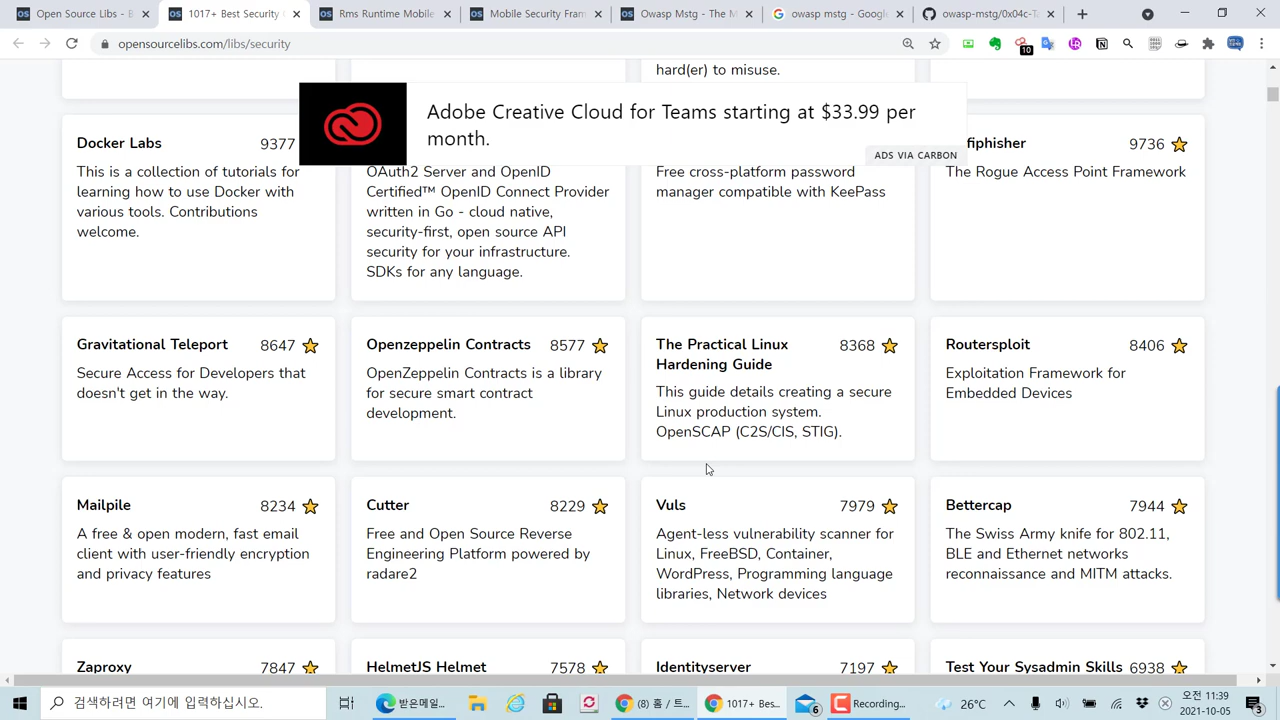 Open Source Libs - B
1017+ Best Security
Rms Runtime Mobile
Mobile Security Fram
Owasp Mstg - The M
owasp mstg - Google
owasp-mstg/0x04c-Te
opensourcelibs.com/libs/security
10
hard(er) to misuse.
Adobe Creative Cloud for Teams starting at $33.99 per
month.
ADS VIA CARBON
Docker Labs 9377
This is a collection of tutorials for
learning how to use Docker with
various tools. Contributions
welcome.
OAuth2 Server and OpenID
Certified™ OpenID Connect Provider
written in Go - cloud native,
security-first, open source API
security for your infrastructure.
SDKs for any language.
Free cross-platform password
manager compatible with KeePass
fiphisher 9736
The Rogue Access Point Framework
Gravitational Teleport 8647
Secure Access for Developers that
doesn't get in the way.
Openzeppelin Contracts 8577
OpenZeppelin Contracts is a library
for secure smart contract
development.
The Practical Linux 8368
Hardening Guide
This guide details creating a secure
Linux production system.
OpenSCAP (C2S/CIS, STIG).
Routersploit 8406
Exploitation Framework for
Embedded Devices
Mailpile 8234
A free & open modern, fast email
client with user-friendly encryption
and privacy features
Cutter 8229
Free and Open Source Reverse
Engineering Platform powered by
radare2
Vuls 7979
Agent-less vulnerability scanner for
Linux, FreeBSD, Container,
WordPress, Programming language
libraries, Network devices
Bettercap 7944
The Swiss Army knife for 802.11,
BLE and Ethernet networks
reconnaissance and MITM attacks.
Zaproxy 7847
HelmetJS Helmet 7578
Identityserver 7197
Test Your Sysadmin Skills 6938
검색하려면 여기에 입력하십시오.
받은메일...
(8) 홈 / 트...
1017+ Bes...
6
Recording...
26°C
오전 11:39
2021-10-05
3